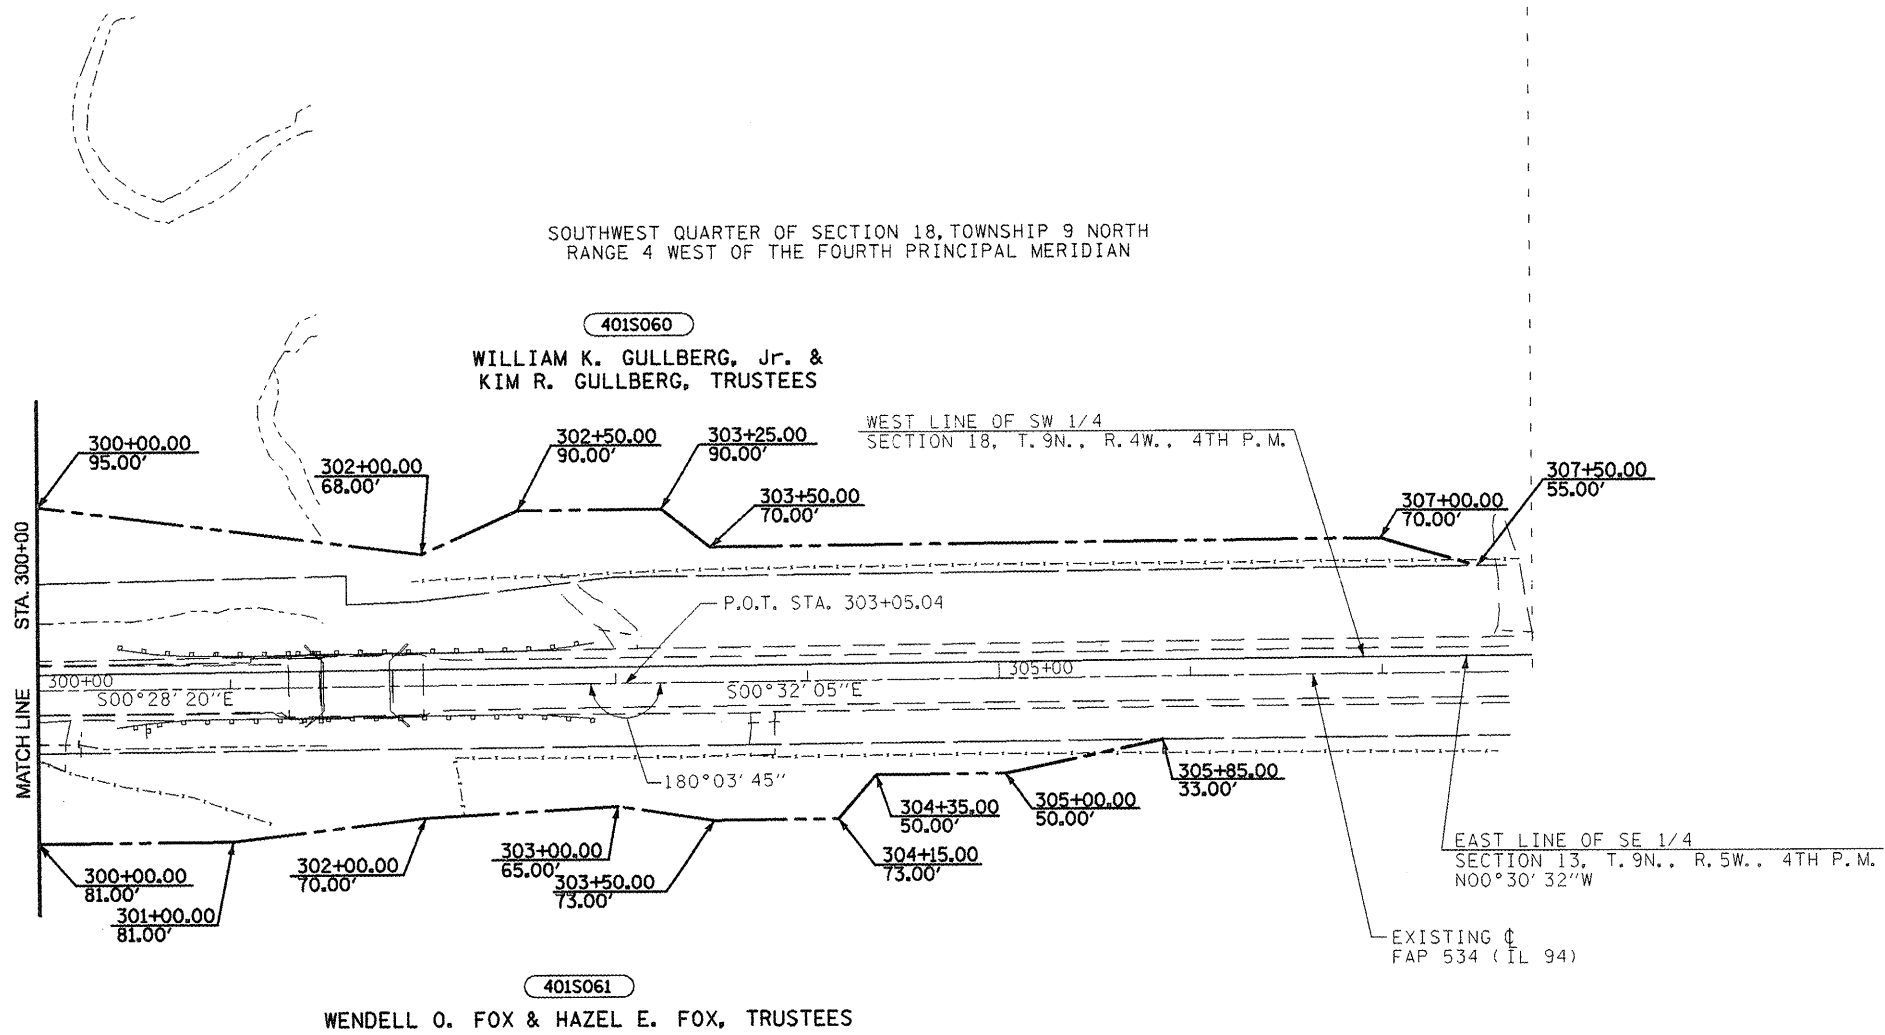 SOUTHWEST QUARTER OF SECTION 18, TOWNSHIP 9 NORTH
RANGE 4 WEST OF THE FOURTH PRINCIPAL MERIDIAN
401S060
WILLIAM K. GULLBERG, Jr. &
KIM R. GULLBERG, TRUSTEES
WEST LINE OF SW 1/4
SECTION 18, T.9N., R.4W., 4TH P.M.
300+00.00
95.00'
302+00.00
68.00'
302+50.00
90.00'
303+25.00
90.00'
303+50.00
70.00'
307+00.00
70.00'
307+50.00
55.00'
MATCH LINE STA. 300+00
P.O.T. STA. 303+05.04
300+00
S00°28'20"E
S00°32'05"E
305+00
180°03'45"
300+00.00
81.00'
301+00.00
81.00'
302+00.00
70.00'
303+00.00
65.00'
303+50.00
73.00'
304+15.00
73.00'
304+35.00
50.00'
305+00.00
50.00'
305+85.00
33.00'
EAST LINE OF SE 1/4
SECTION 13, T.9N., R.5W., 4TH P.M.
N00°30'32"W
EXISTING ℄
FAP 534 (IL 94)
401S061
WENDELL O. FOX & HAZEL E. FOX, TRUSTEES